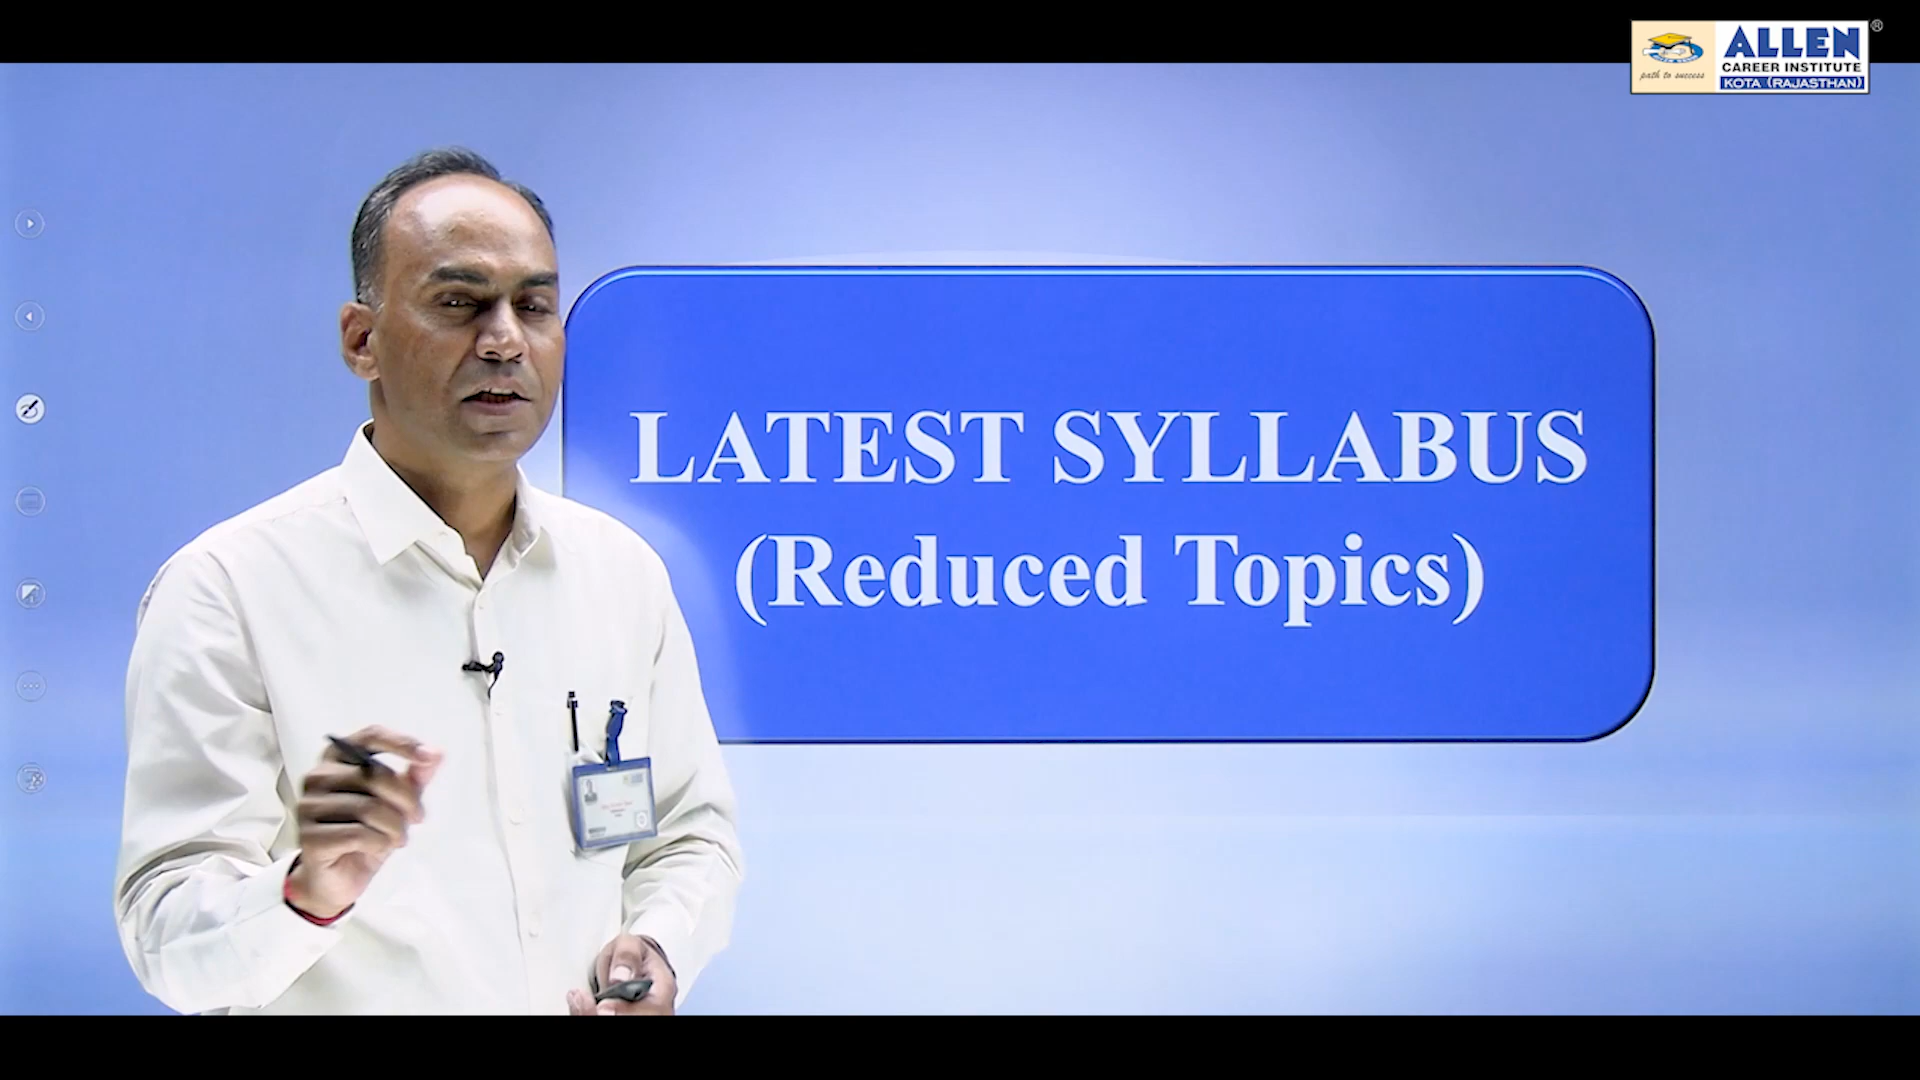 ALLEN
®
CAREER INSTITUTE
path to success
KOTA (RAJASTHAN)
LATEST SYLLABUS
(Reduced Topics)